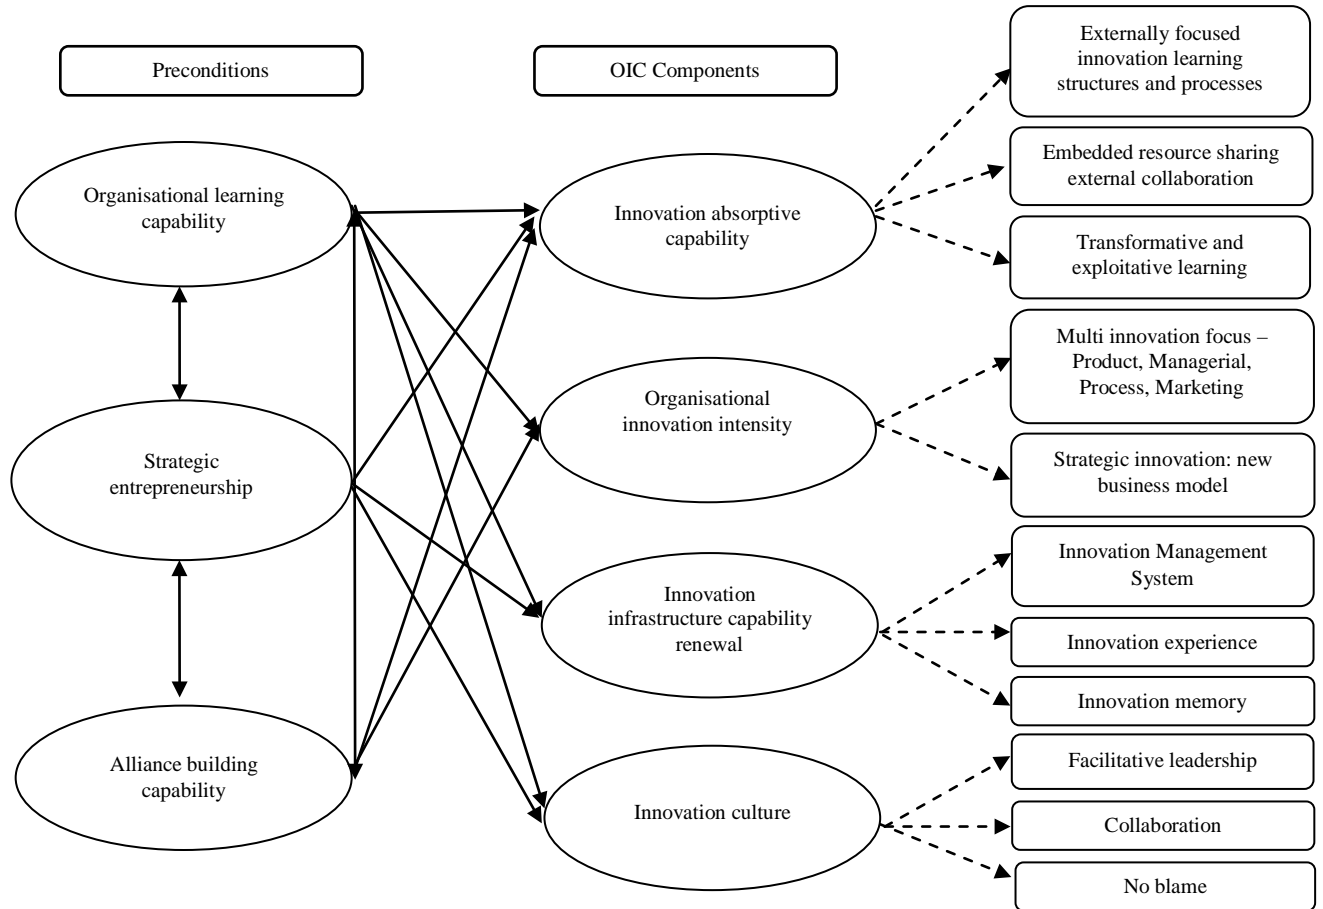 Preconditions
OIC Components
Organisational learning
capability
Strategic
entrepreneurship
Alliance building
capability
Innovation absorptive
capability
Organisational
innovation intensity
Innovation
infrastructure capability
renewal
Innovation culture
Externally focused
innovation learning
structures and processes
Embedded resource sharing
external collaboration
Transformative and
exploitative learning
Multi innovation focus –
Product, Managerial,
Process, Marketing
Strategic innovation: new
business model
Innovation Management
System
Innovation experience
Innovation memory
Facilitative leadership
Collaboration
No blame